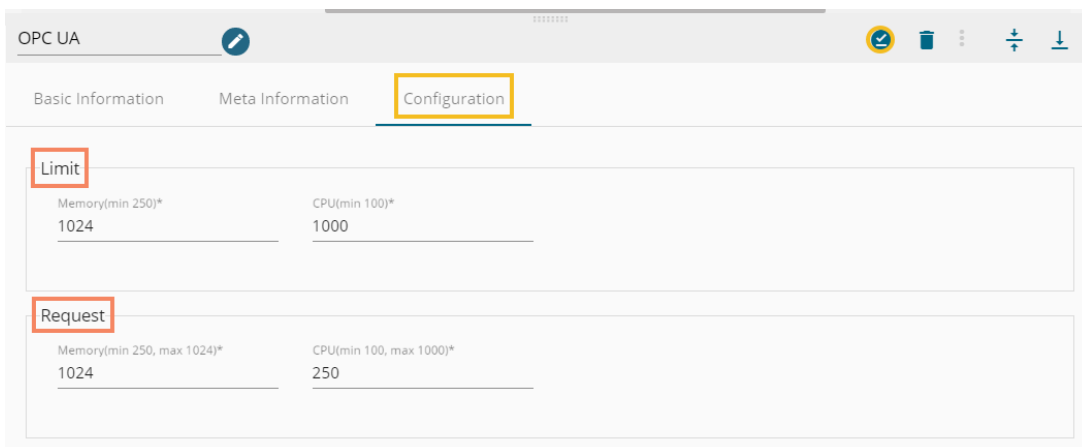 OPC UA
Basic Information Meta Information Configuration
Limit
Memory(min 250)* CPU(min 100)*
1024 1000
Request
Memory(min 250, max 1024)* CPU(min 100, max 1000)*
1024 250